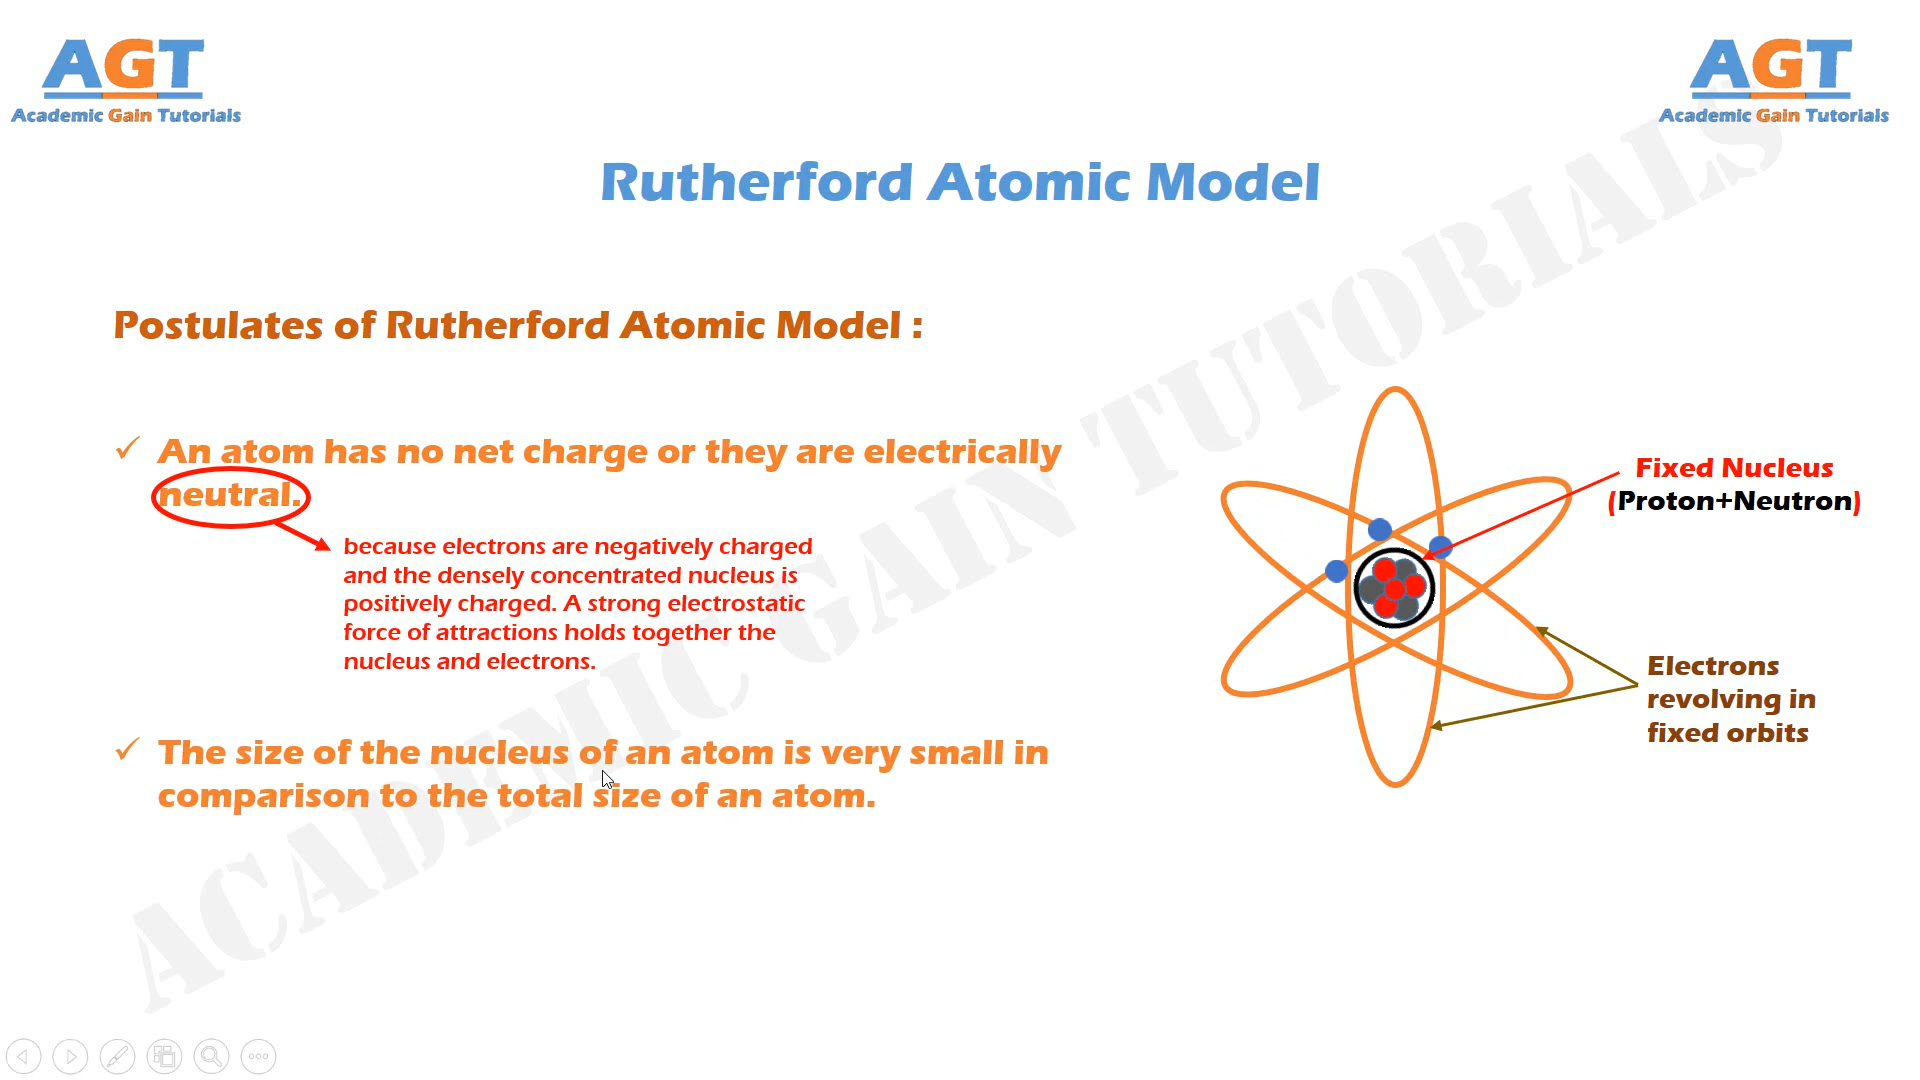 AGT
Academic Gain Tutorials
AGT
Academic Gain Tutorials
Rutherford Atomic Model
Postulates of Rutherford Atomic Model :
✓ An atom has no net charge or they are electrically
neutral.
because electrons are negatively charged
and the densely concentrated nucleus is
positively charged. A strong electrostatic
force of attractions holds together the
nucleus and electrons.
✓ The size of the nucleus of an atom is very small in
comparison to the total size of an atom.
Fixed Nucleus
(Proton+Neutron)
Electrons
revolving in
fixed orbits
ACADEMIC GAIN TUTORIALS